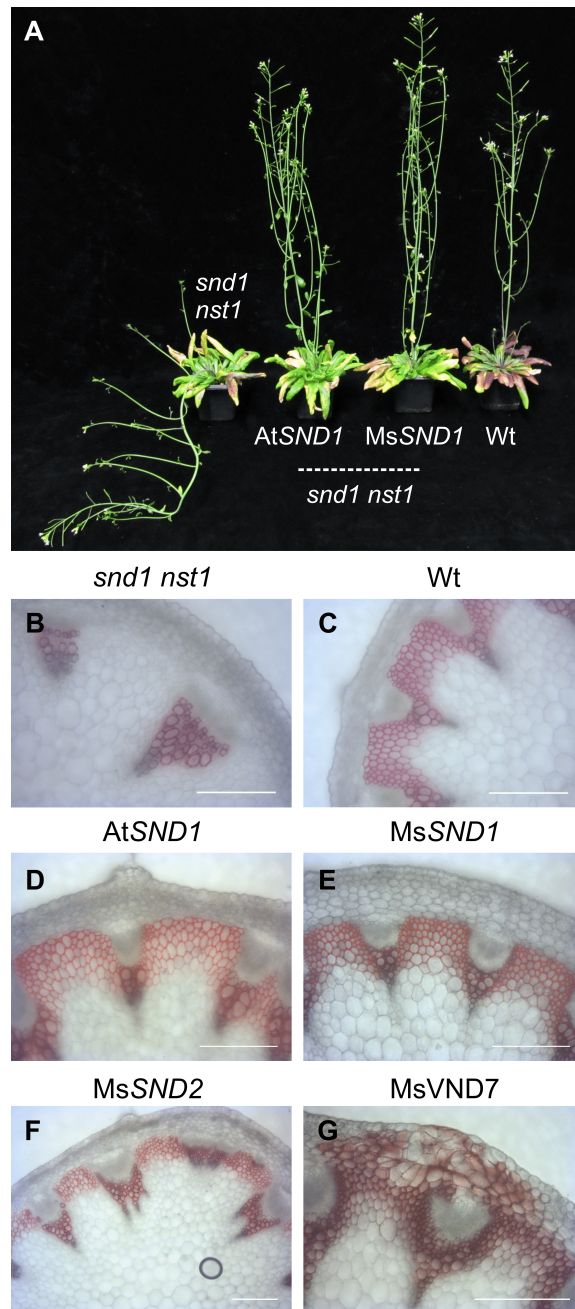 A
snd1
nst1
AtSND1 MsSND1 Wt
snd1 nst1
snd1 nst1 Wt
B C
AtSND1 MsSND1
D E
MsSND2 MsVND7
F G